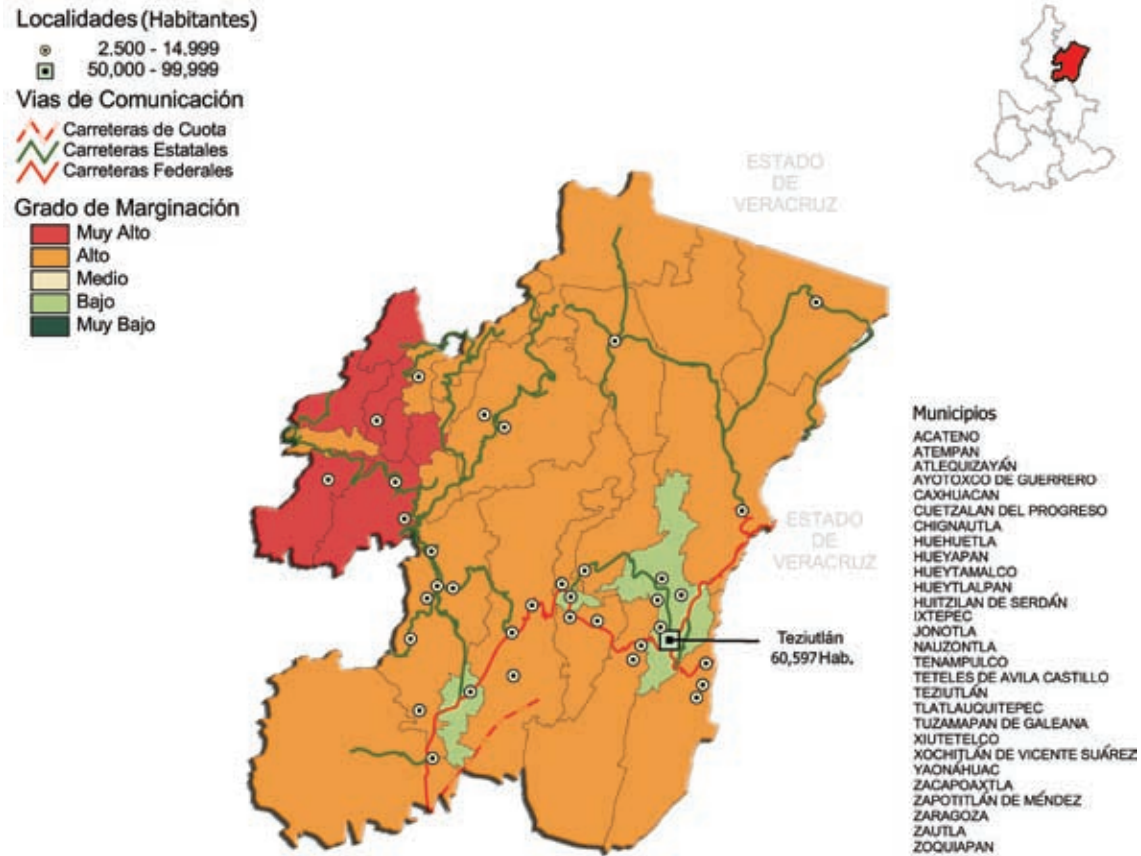 Localidades (Habitantes)
2.500 - 14.999
50,000 - 99,999
Vias de Comunicación
Carreteras de Cuota
Carreteras Estatales
Carreteras Federales
Grado de Marginación
Muy Alto
Alto
Medio
Bajo
Muy Bajo
ESTADO
DE
VERACRUZ
ESTADO
DE
VERACRUZ
Teziutlán
60,597 Hab.
Municipios
ACATENO
ATEMPAN
ATLEQUIZAYÁN
AYOTOXCO DE GUERRERO
CAXHUACAN
CUETZALAN DEL PROGRESO
CHIGNAUTLA
HUEHUETLA
HUEYAPAN
HUEYTAMALCO
HUEYTLALPAN
HUITZILAN DE SERDÁN
IXTEPEC
JONOTLA
NAUZONTLA
TENAMPULCO
TETELES DE AVILA CASTILLO
TEZIUTLÁN
TLATLAUQUITEPEC
TUZAMAPAN DE GALEANA
XIUTETELCO
XOCHITLÁN DE VICENTE SUÁREZ
YAONÁHUAC
ZACAPOAXTLA
ZAPOTITLÁN DE MÉNDEZ
ZARAGOZA
ZAUTLA
ZOQUIAPAN